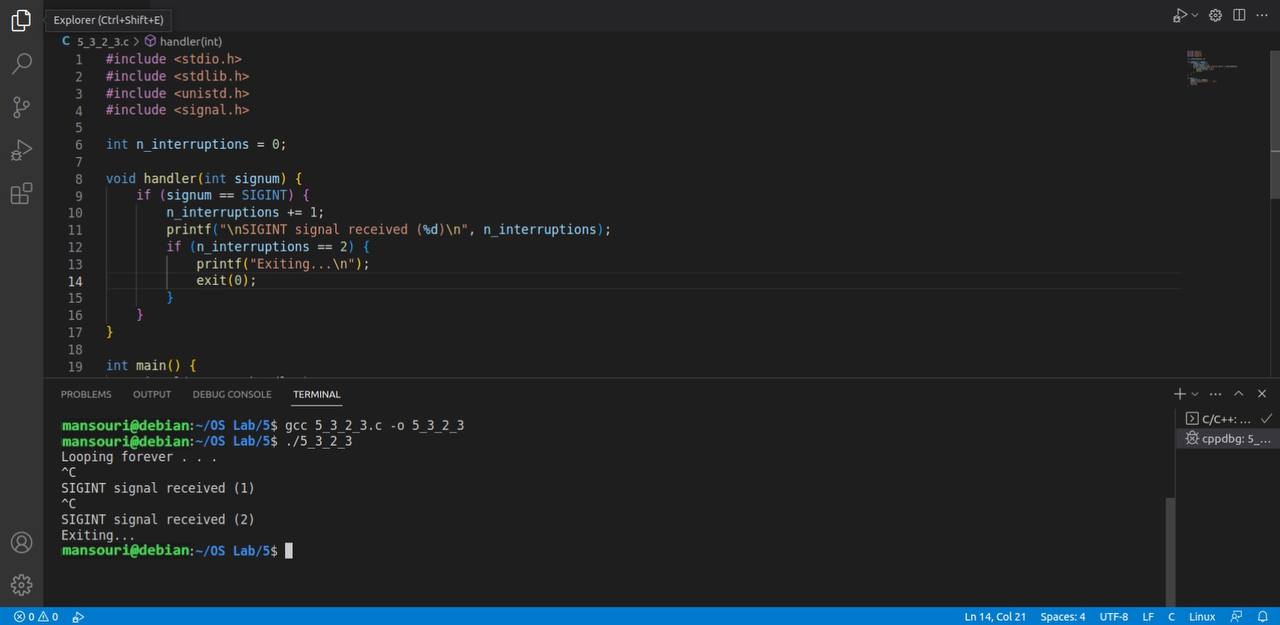 Explorer (Ctrl+Shift+E)
C 5_3_2_3.c > handler(int)
1 #include <stdio.h>
2 #include <stdlib.h>
3 #include <unistd.h>
4 #include <signal.h>
5
6 int n_interruptions = 0;
7
8 void handler(int signum) {
9 if (signum == SIGINT) {
10 n_interruptions += 1;
11 printf("\nSIGINT signal received (%d)\n", n_interruptions);
12 if (n_interruptions == 2) {
13 printf("Exiting...\n");
14 exit(0);
15 }
16 }
17 }
18
19 int main() {
PROBLEMS OUTPUT DEBUG CONSOLE TERMINAL
mansouri@debian:~/OS Lab/5$ gcc 5_3_2_3.c -o 5_3_2_3
mansouri@debian:~/OS Lab/5$ ./5_3_2_3
Looping forever . . .
^C
SIGINT signal received (1)
^C
SIGINT signal received (2)
Exiting...
mansouri@debian:~/OS Lab/5$
C/C++: ...
cppdbg: 5_...
0 0 Ln 14, Col 21 Spaces: 4 UTF-8 LF C Linux